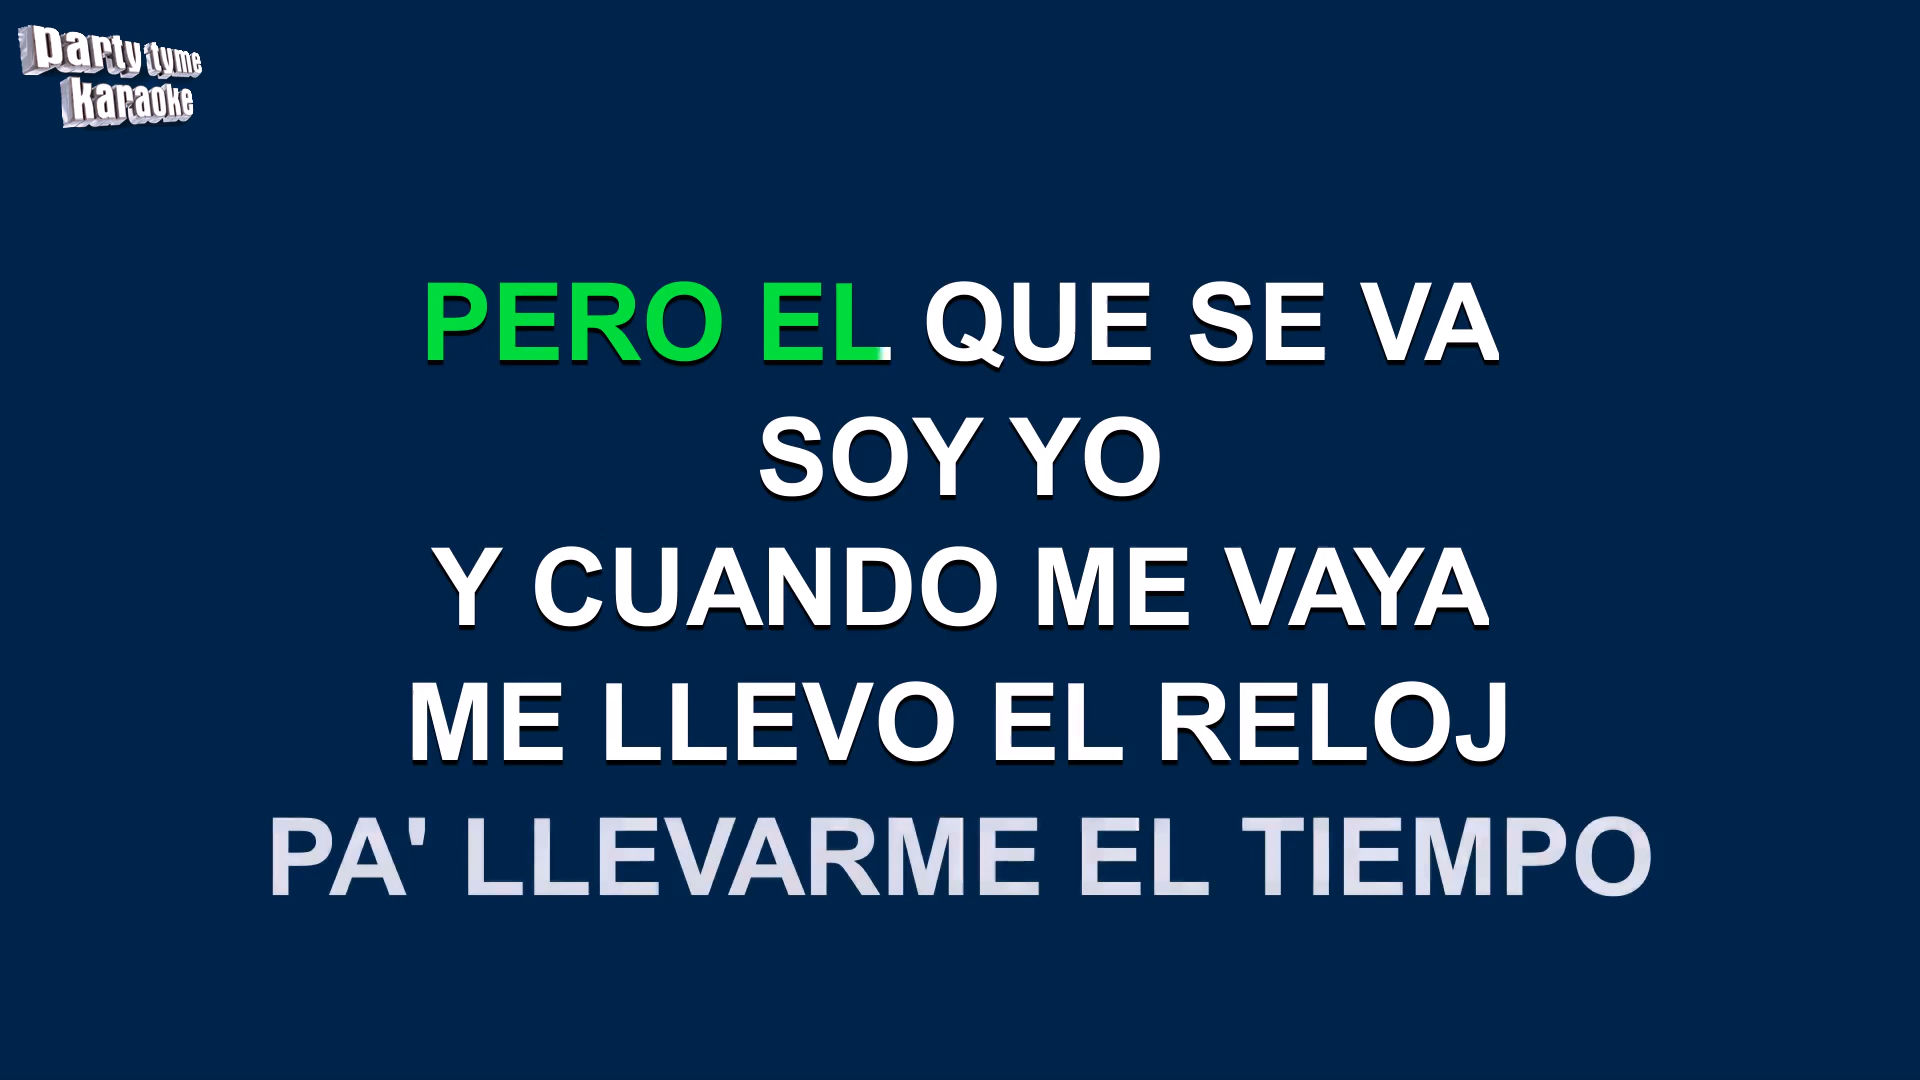 party tyme
karaoke
PERO EL QUE SE VA
SOY YO
Y CUANDO ME VAYA
ME LLEVO EL RELOJ
PA' LLEVARME EL TIEMPO